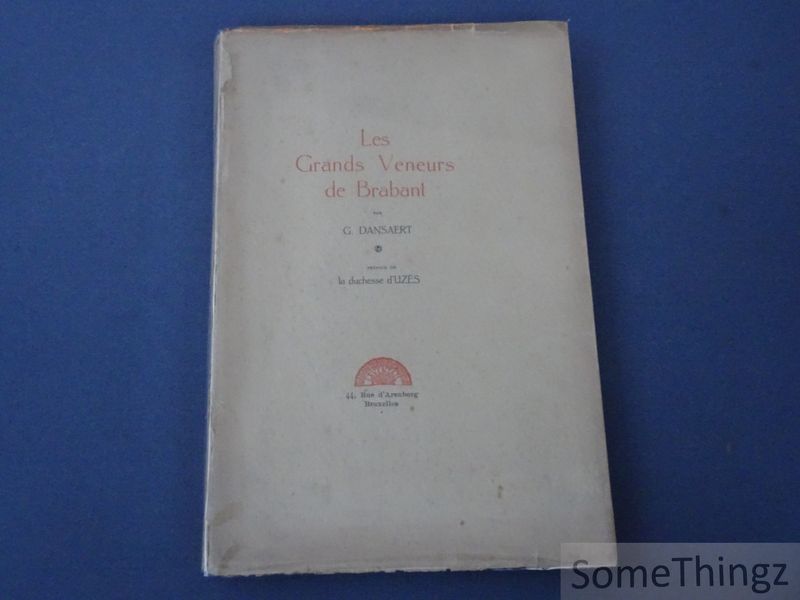 Les
Grands Veneurs
de Brabant
PAR
G. DANSAERT
PRÉFACE DE
la duchesse d'UZÈS
44, Rue d'Arenberg
Bruxelles
SomeThingz